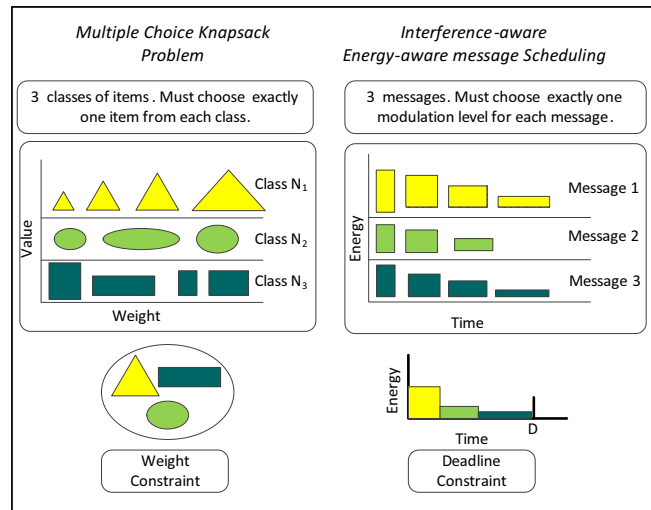 Multiple Choice Knapsack
Problem
3 classes of items. Must choose exactly
one item from each class.
Value
Class N1
Class N2
Class N3
Weight
Weight
Constraint
Interference-aware
Energy-aware message Scheduling
3 messages. Must choose exactly one
modulation level for each message.
Energy
Message 1
Message 2
Message 3
Time
Energy
D
Time
Deadline
Constraint